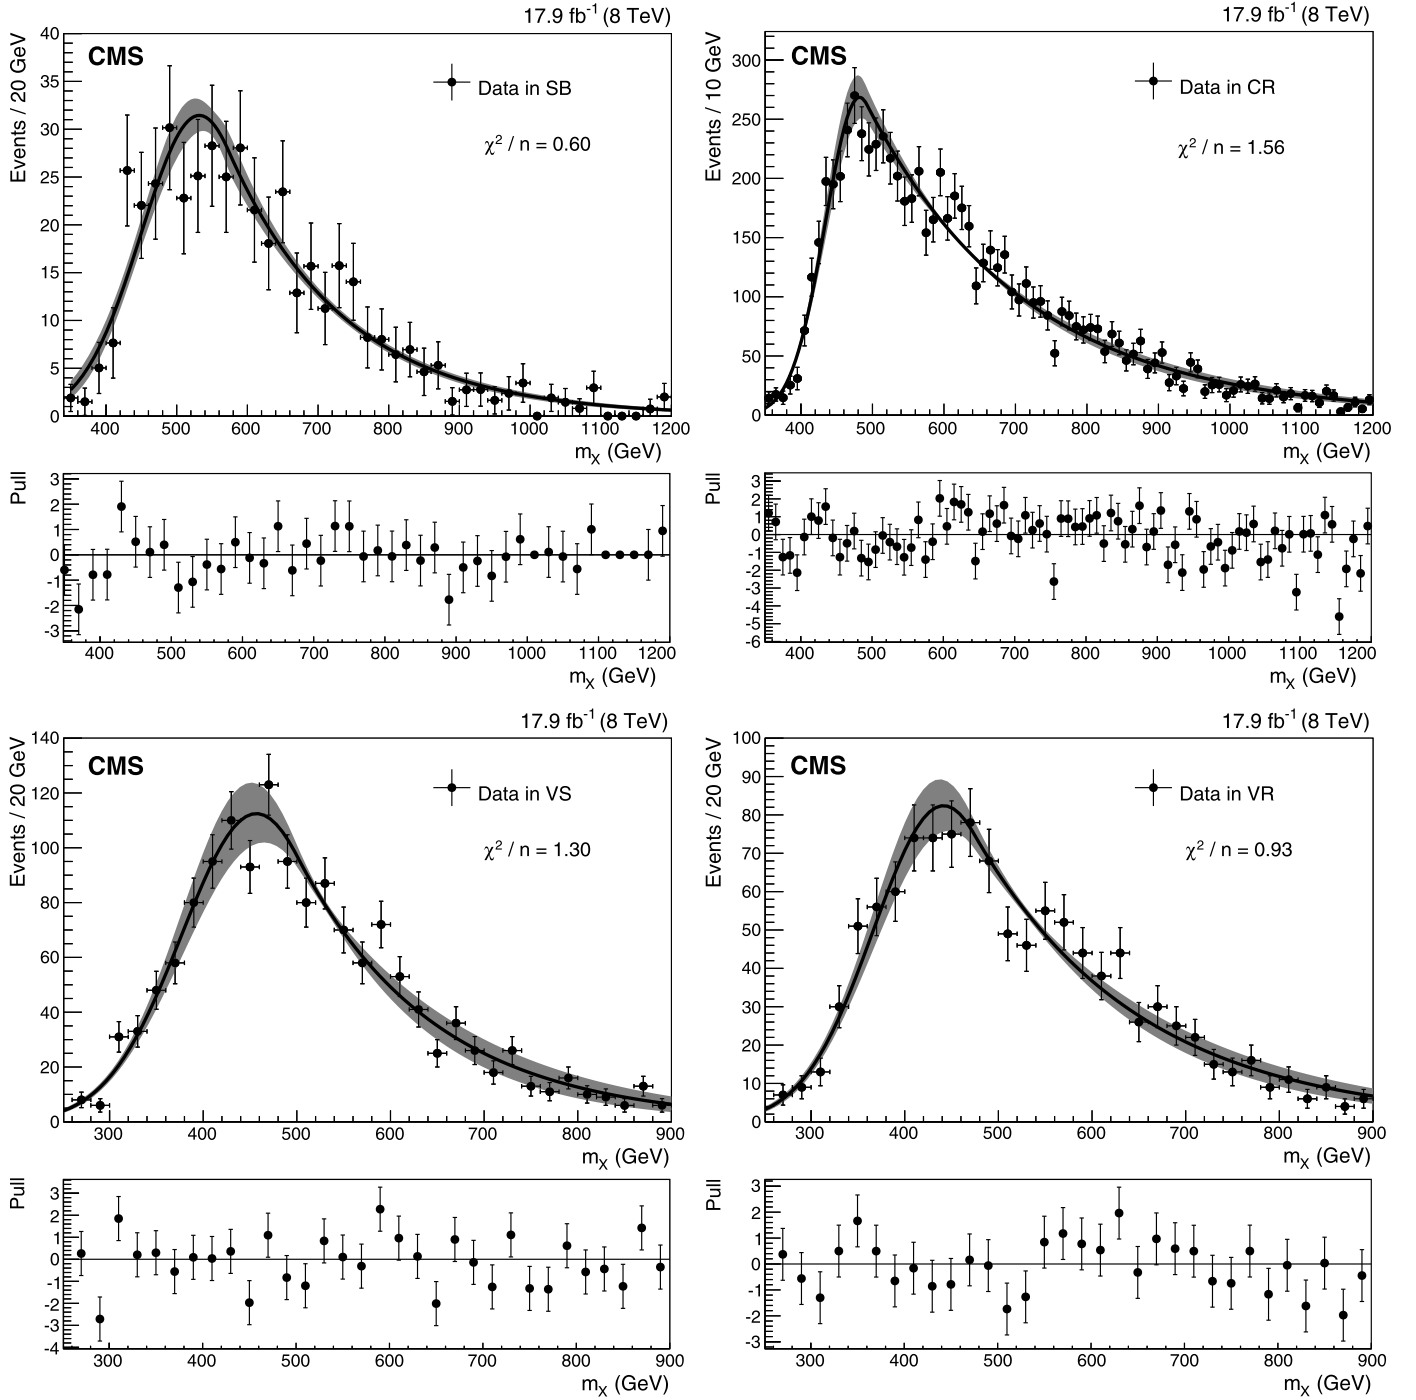 17.9 fb⁻¹ (8 TeV)
CMS
Data in SB
χ² / n = 0.60
Events / 20 GeV
40
35
30
25
20
15
10
5
0
400 500 600 700 800 900 1000 1100 1200
m_X (GeV)
Pull
3
2
1
0
-1
-2
-3
400 500 600 700 800 900 1000 1100 1200
m_X (GeV)
17.9 fb⁻¹ (8 TeV)
CMS
Data in CR
χ² / n = 1.56
Events / 10 GeV
300
250
200
150
100
50
0
400 500 600 700 800 900 1000 1100 1200
m_X (GeV)
Pull
3
2
1
0
-1
-2
-3
-4
-5
-6
400 500 600 700 800 900 1000 1100 1200
m_X (GeV)
17.9 fb⁻¹ (8 TeV)
CMS
Data in VS
χ² / n = 1.30
Events / 20 GeV
140
120
100
80
60
40
20
0
300 400 500 600 700 800 900
m_X (GeV)
Pull
3
2
1
0
-1
-2
-3
-4
300 400 500 600 700 800 900
m_X (GeV)
17.9 fb⁻¹ (8 TeV)
CMS
Data in VR
χ² / n = 0.93
Events / 20 GeV
100
90
80
70
60
50
40
30
20
10
0
300 400 500 600 700 800 900
m_X (GeV)
Pull
3
2
1
0
-1
-2
-3
300 400 500 600 700 800 900
m_X (GeV)